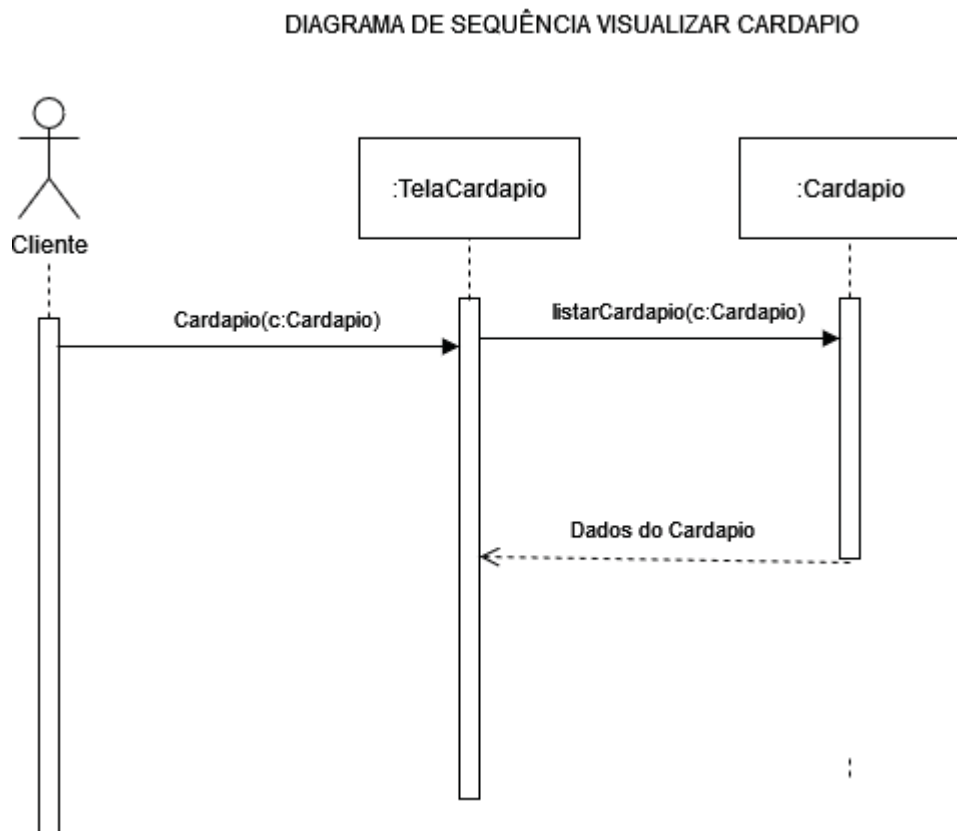 DIAGRAMA DE SEQUÊNCIA VISUALIZAR CARDAPIO
:TelaCardapio
:Cardapio
Cliente
Cardapio(c:Cardapio)
listarCardapio(c:Cardapio)
Dados do Cardapio